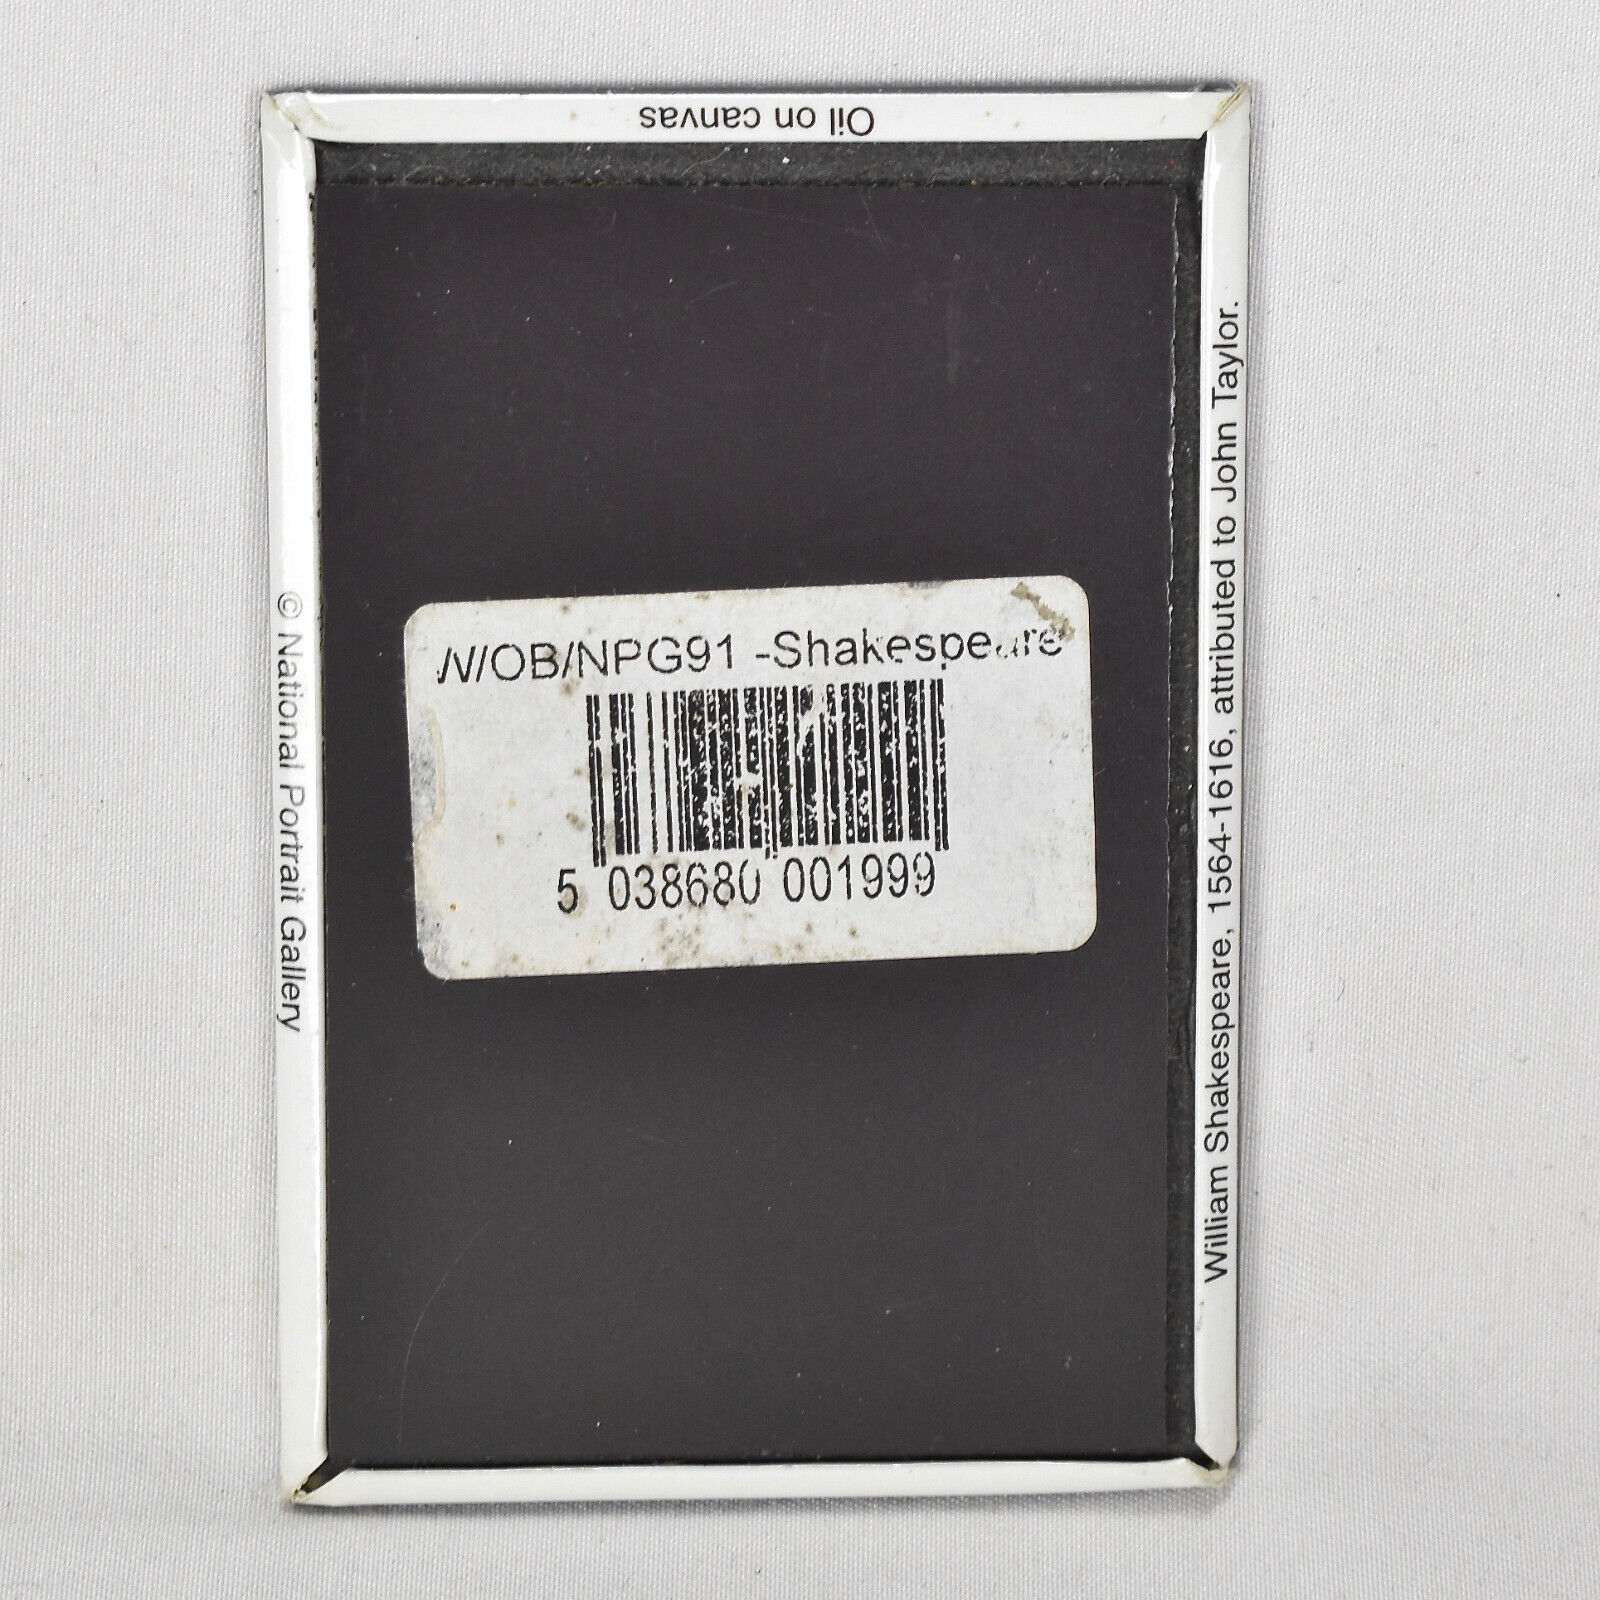 Oil on canvas
© National Portrait Gallery
William Shakespeare, 1564-1616, attributed to John Taylor.
/OB/NPG91 -Shakespeare
5 038680 001999